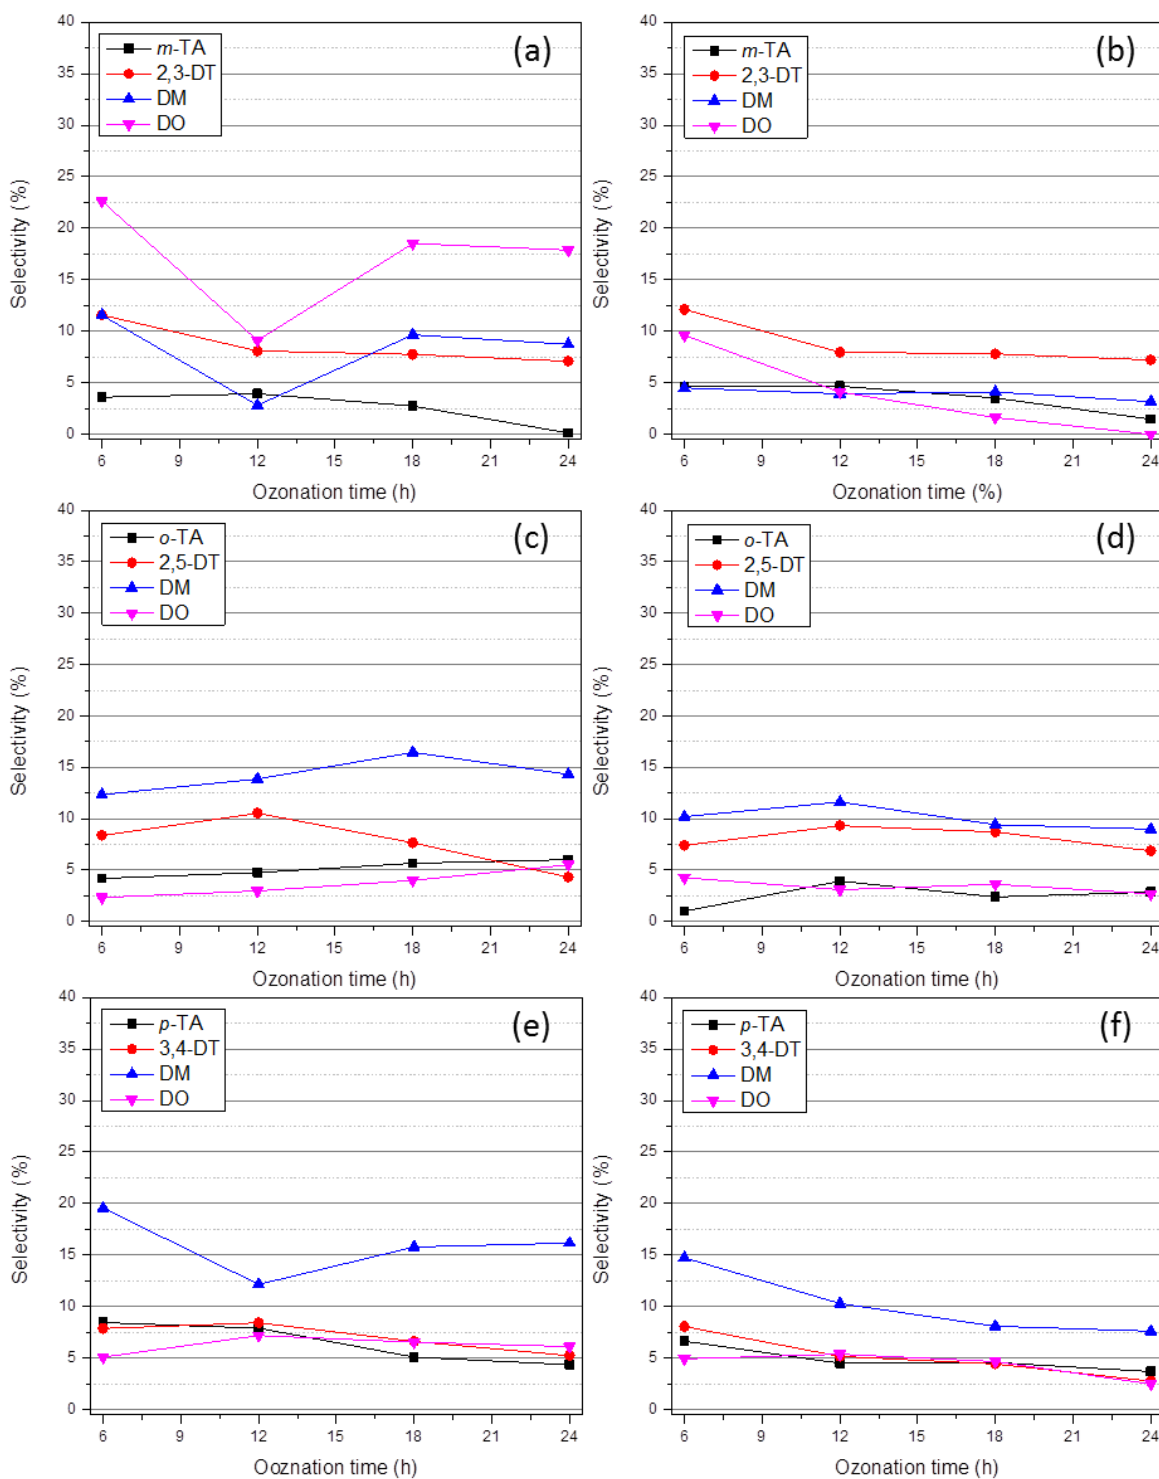 (a)
m-TA
2,3-DT
DM
DO
40
35
30
25
20
15
10
5
0
Selectivity (%)
6 9 12 15 18 21 24
Ozonation time (h)
(b)
m-TA
2,3-DT
DM
DO
40
35
30
25
20
15
10
5
0
Selectivity (%)
6 9 12 15 18 21 24
Ozonation time (%)
(c)
o-TA
2,5-DT
DM
DO
40
35
30
25
20
15
10
5
0
Selectivity (%)
6 9 12 15 18 21 24
Ozonation time (h)
(d)
o-TA
2,5-DT
DM
DO
40
35
30
25
20
15
10
5
0
Selectivity (%)
6 9 12 15 18 21 24
Ozonation time (h)
(e)
p-TA
3,4-DT
DM
DO
40
35
30
25
20
15
10
5
0
Selectivity (%)
6 9 12 15 18 21 24
Ooznation time (h)
(f)
p-TA
3,4-DT
DM
DO
40
35
30
25
20
15
10
5
0
Selectivity (%)
6 9 12 15 18 21 24
Ozonation time (h)